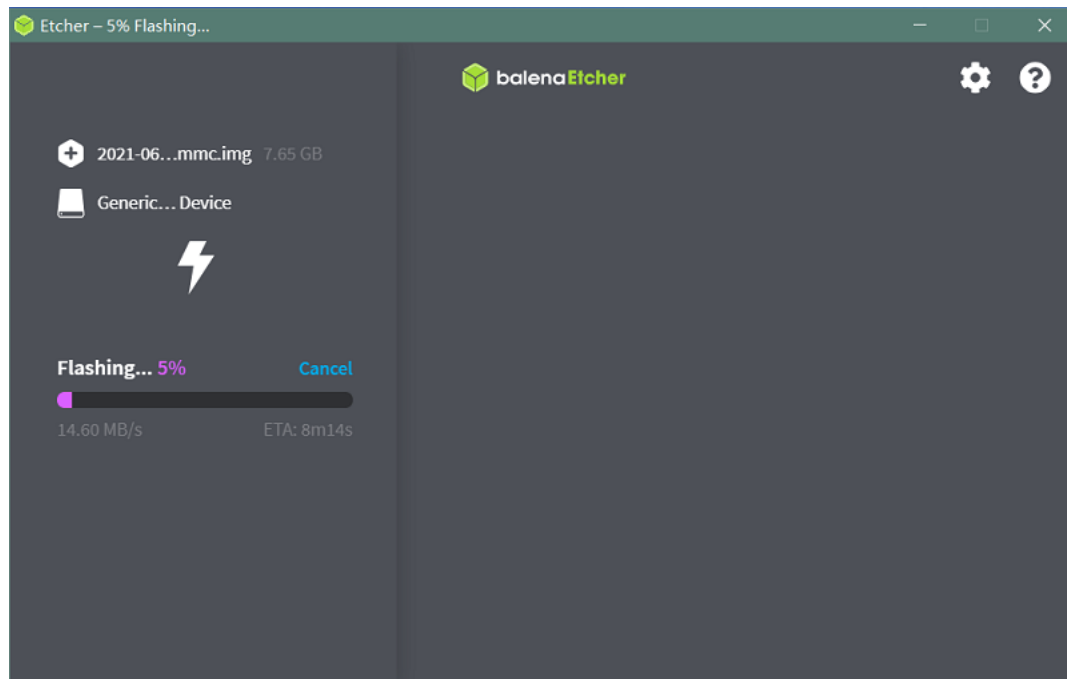 Etcher – 5% Flashing...
balenaEtcher
2021-06...mmc.img 7.65 GB
Generic... Device
Flashing... 5% Cancel
14.60 MB/s ETA: 8m14s